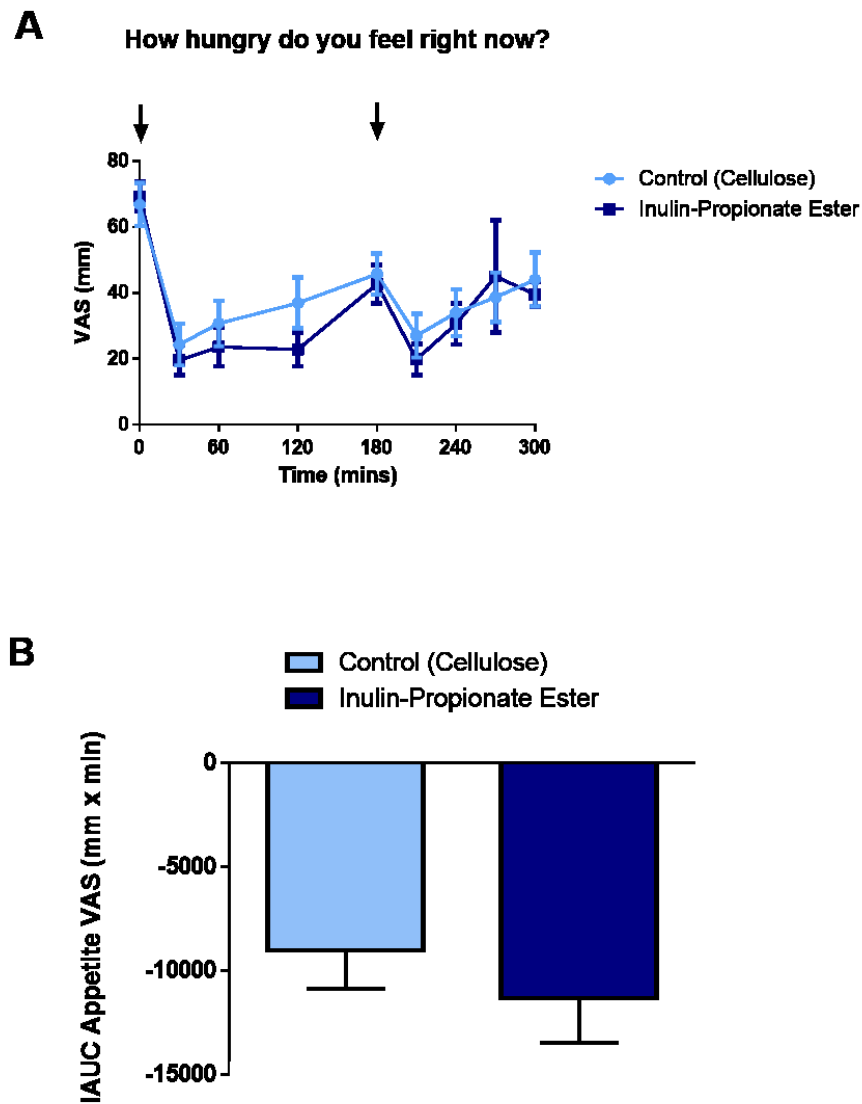 A
How hungry do you feel right now?
Control (Cellulose)
Inulin-Propionate Ester
VAS (mm)
80
60
40
20
0
0 60 120 180 240 300
Time (mins)
B
Control (Cellulose)
Inulin-Propionate Ester
IAUC Appetite VAS (mm x min)
0
-5000
-10000
-15000